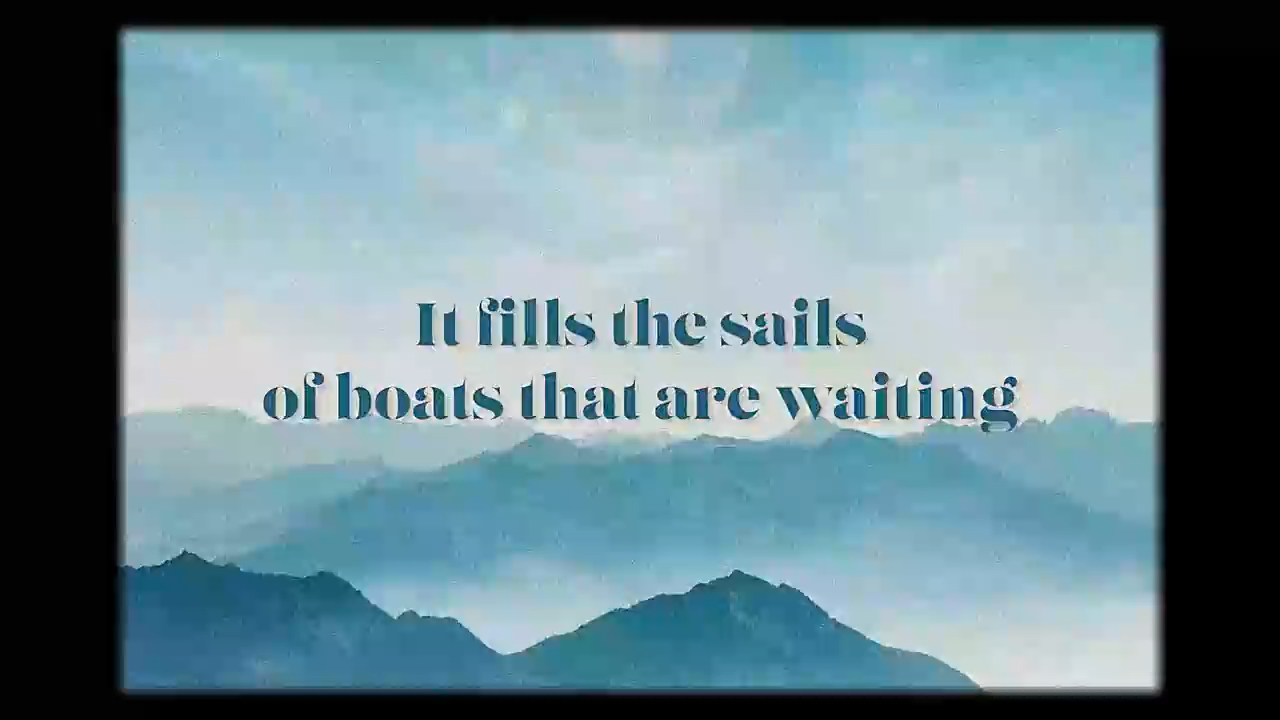 It fills the sails
of boats that are waiting